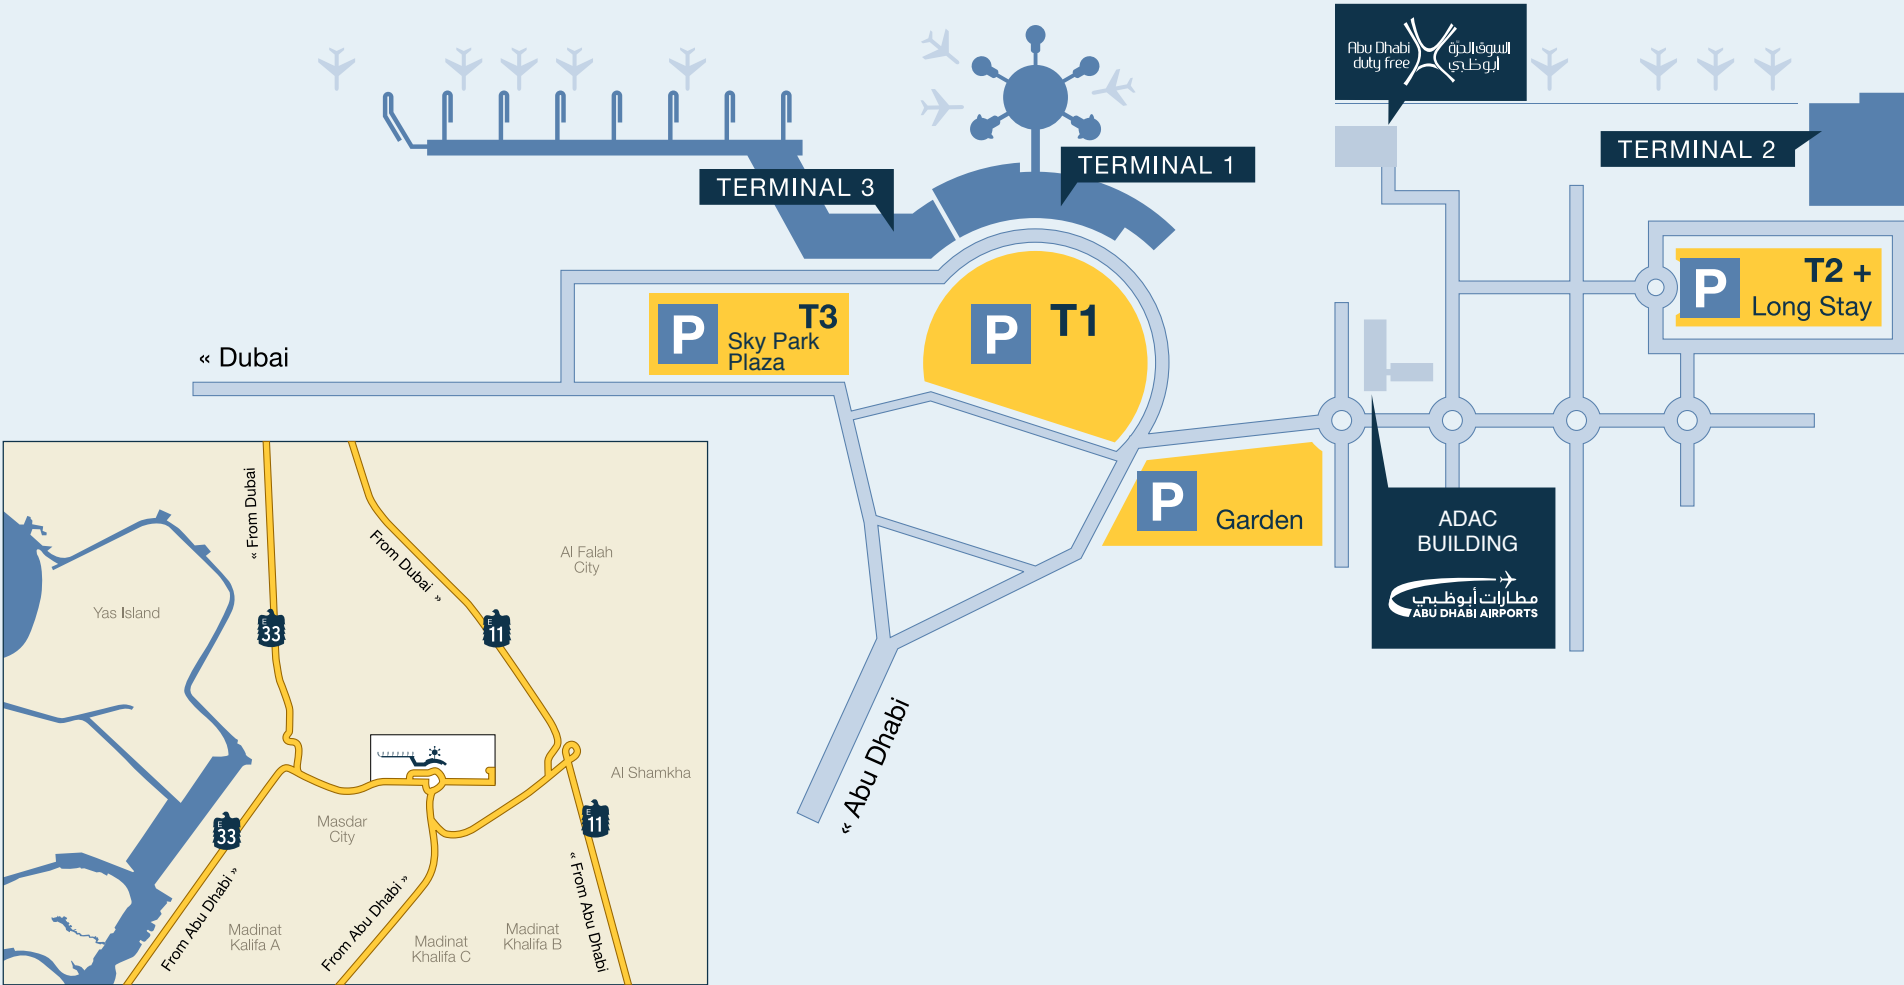 Abu Dhabi
duty free
السوق الحرّة
أبوظبي
TERMINAL 3
TERMINAL 1
TERMINAL 2
P T3
Sky Park
Plaza
P T1
P T2 +
Long Stay
« Dubai
P Garden
ADAC
BUILDING
مطارات أبوظبي
ABU DHABI AIRPORTS
« Abu Dhabi
« From Dubai
From Dubai »
Al Falah
City
Yas Island
E
33
E
11
Al Shamkha
Masdar
City
E
33
E
11
From Abu Dhabi »
From Abu Dhabi »
« From Abu Dhabi
Madinat
Kalifa A
Madinat
Khalifa C
Madinat
Khalifa B